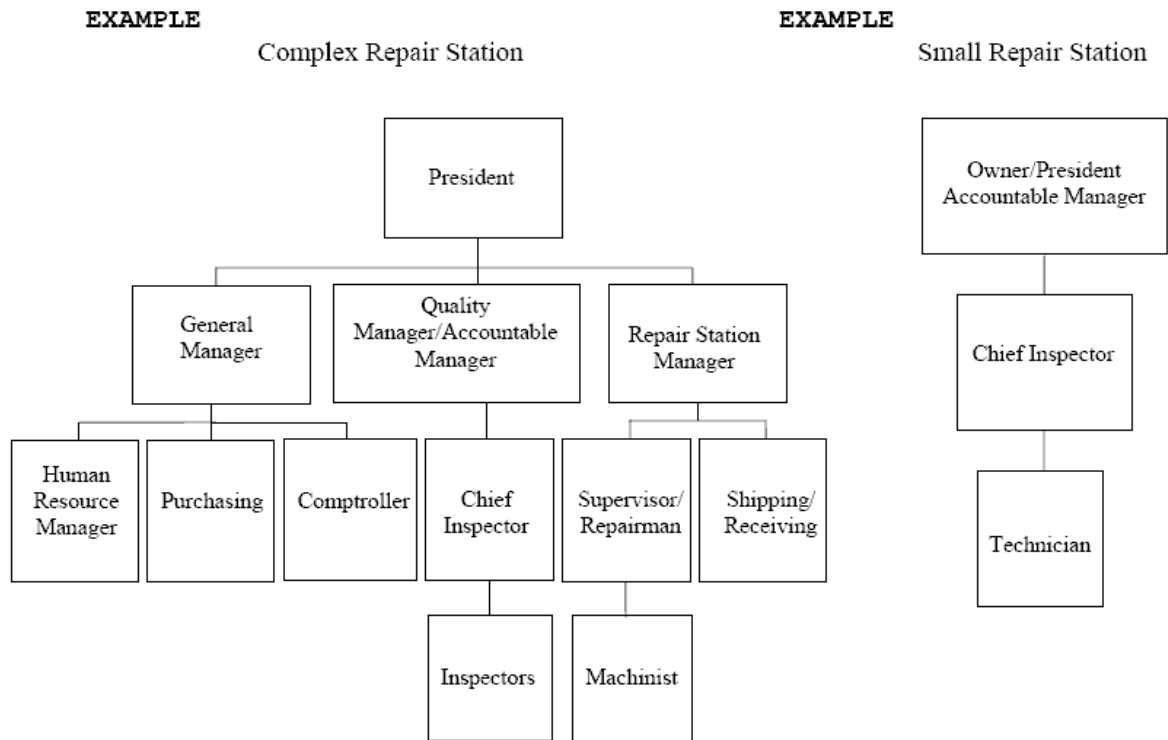 EXAMPLE
EXAMPLE
Complex Repair Station
Small Repair Station
President
Owner/President
Accountable Manager
General
Manager
Quality
Manager/Accountable
Manager
Repair Station
Manager
Chief Inspector
Human
Resource
Manager
Purchasing
Comptroller
Chief
Inspector
Supervisor/
Repairman
Shipping/
Receiving
Technician
Inspectors
Machinist